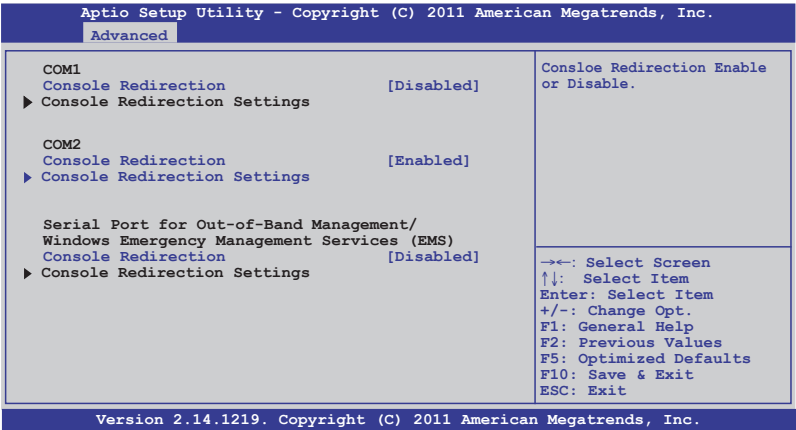 Aptio Setup Utility - Copyright (C) 2011 American Megatrends, Inc.
Advanced
COM1
Console Redirection [Disabled]
▶ Console Redirection Settings
COM2
Console Redirection [Enabled]
▶ Console Redirection Settings
Serial Port for Out-of-Band Management/
Windows Emergency Management Services (EMS)
Console Redirection [Disabled]
▶ Console Redirection Settings
Consloe Redirection Enable
or Disable.
→←: Select Screen
↑↓: Select Item
Enter: Select Item
+/-: Change Opt.
F1: General Help
F2: Previous Values
F5: Optimized Defaults
F10: Save & Exit
ESC: Exit
Version 2.14.1219. Copyright (C) 2011 American Megatrends, Inc.